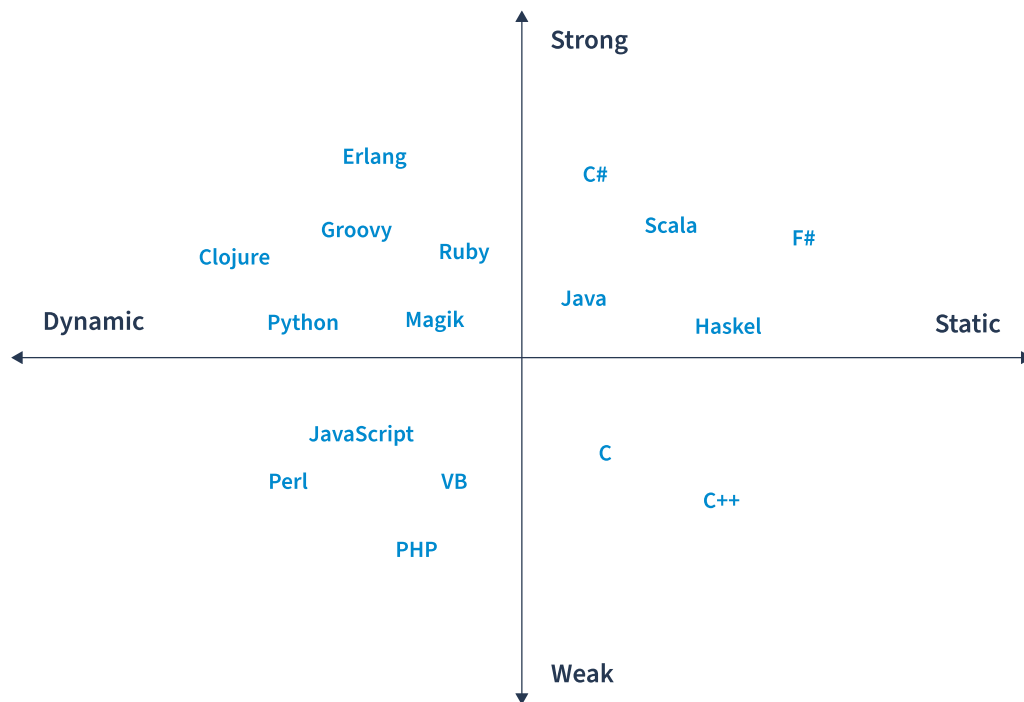 Strong
Erlang
C#
Groovy
Scala
Ruby
F#
Clojure
Java
Dynamic
Python
Magik
Haskel
Static
JavaScript
C
Perl
VB
C++
PHP
Weak